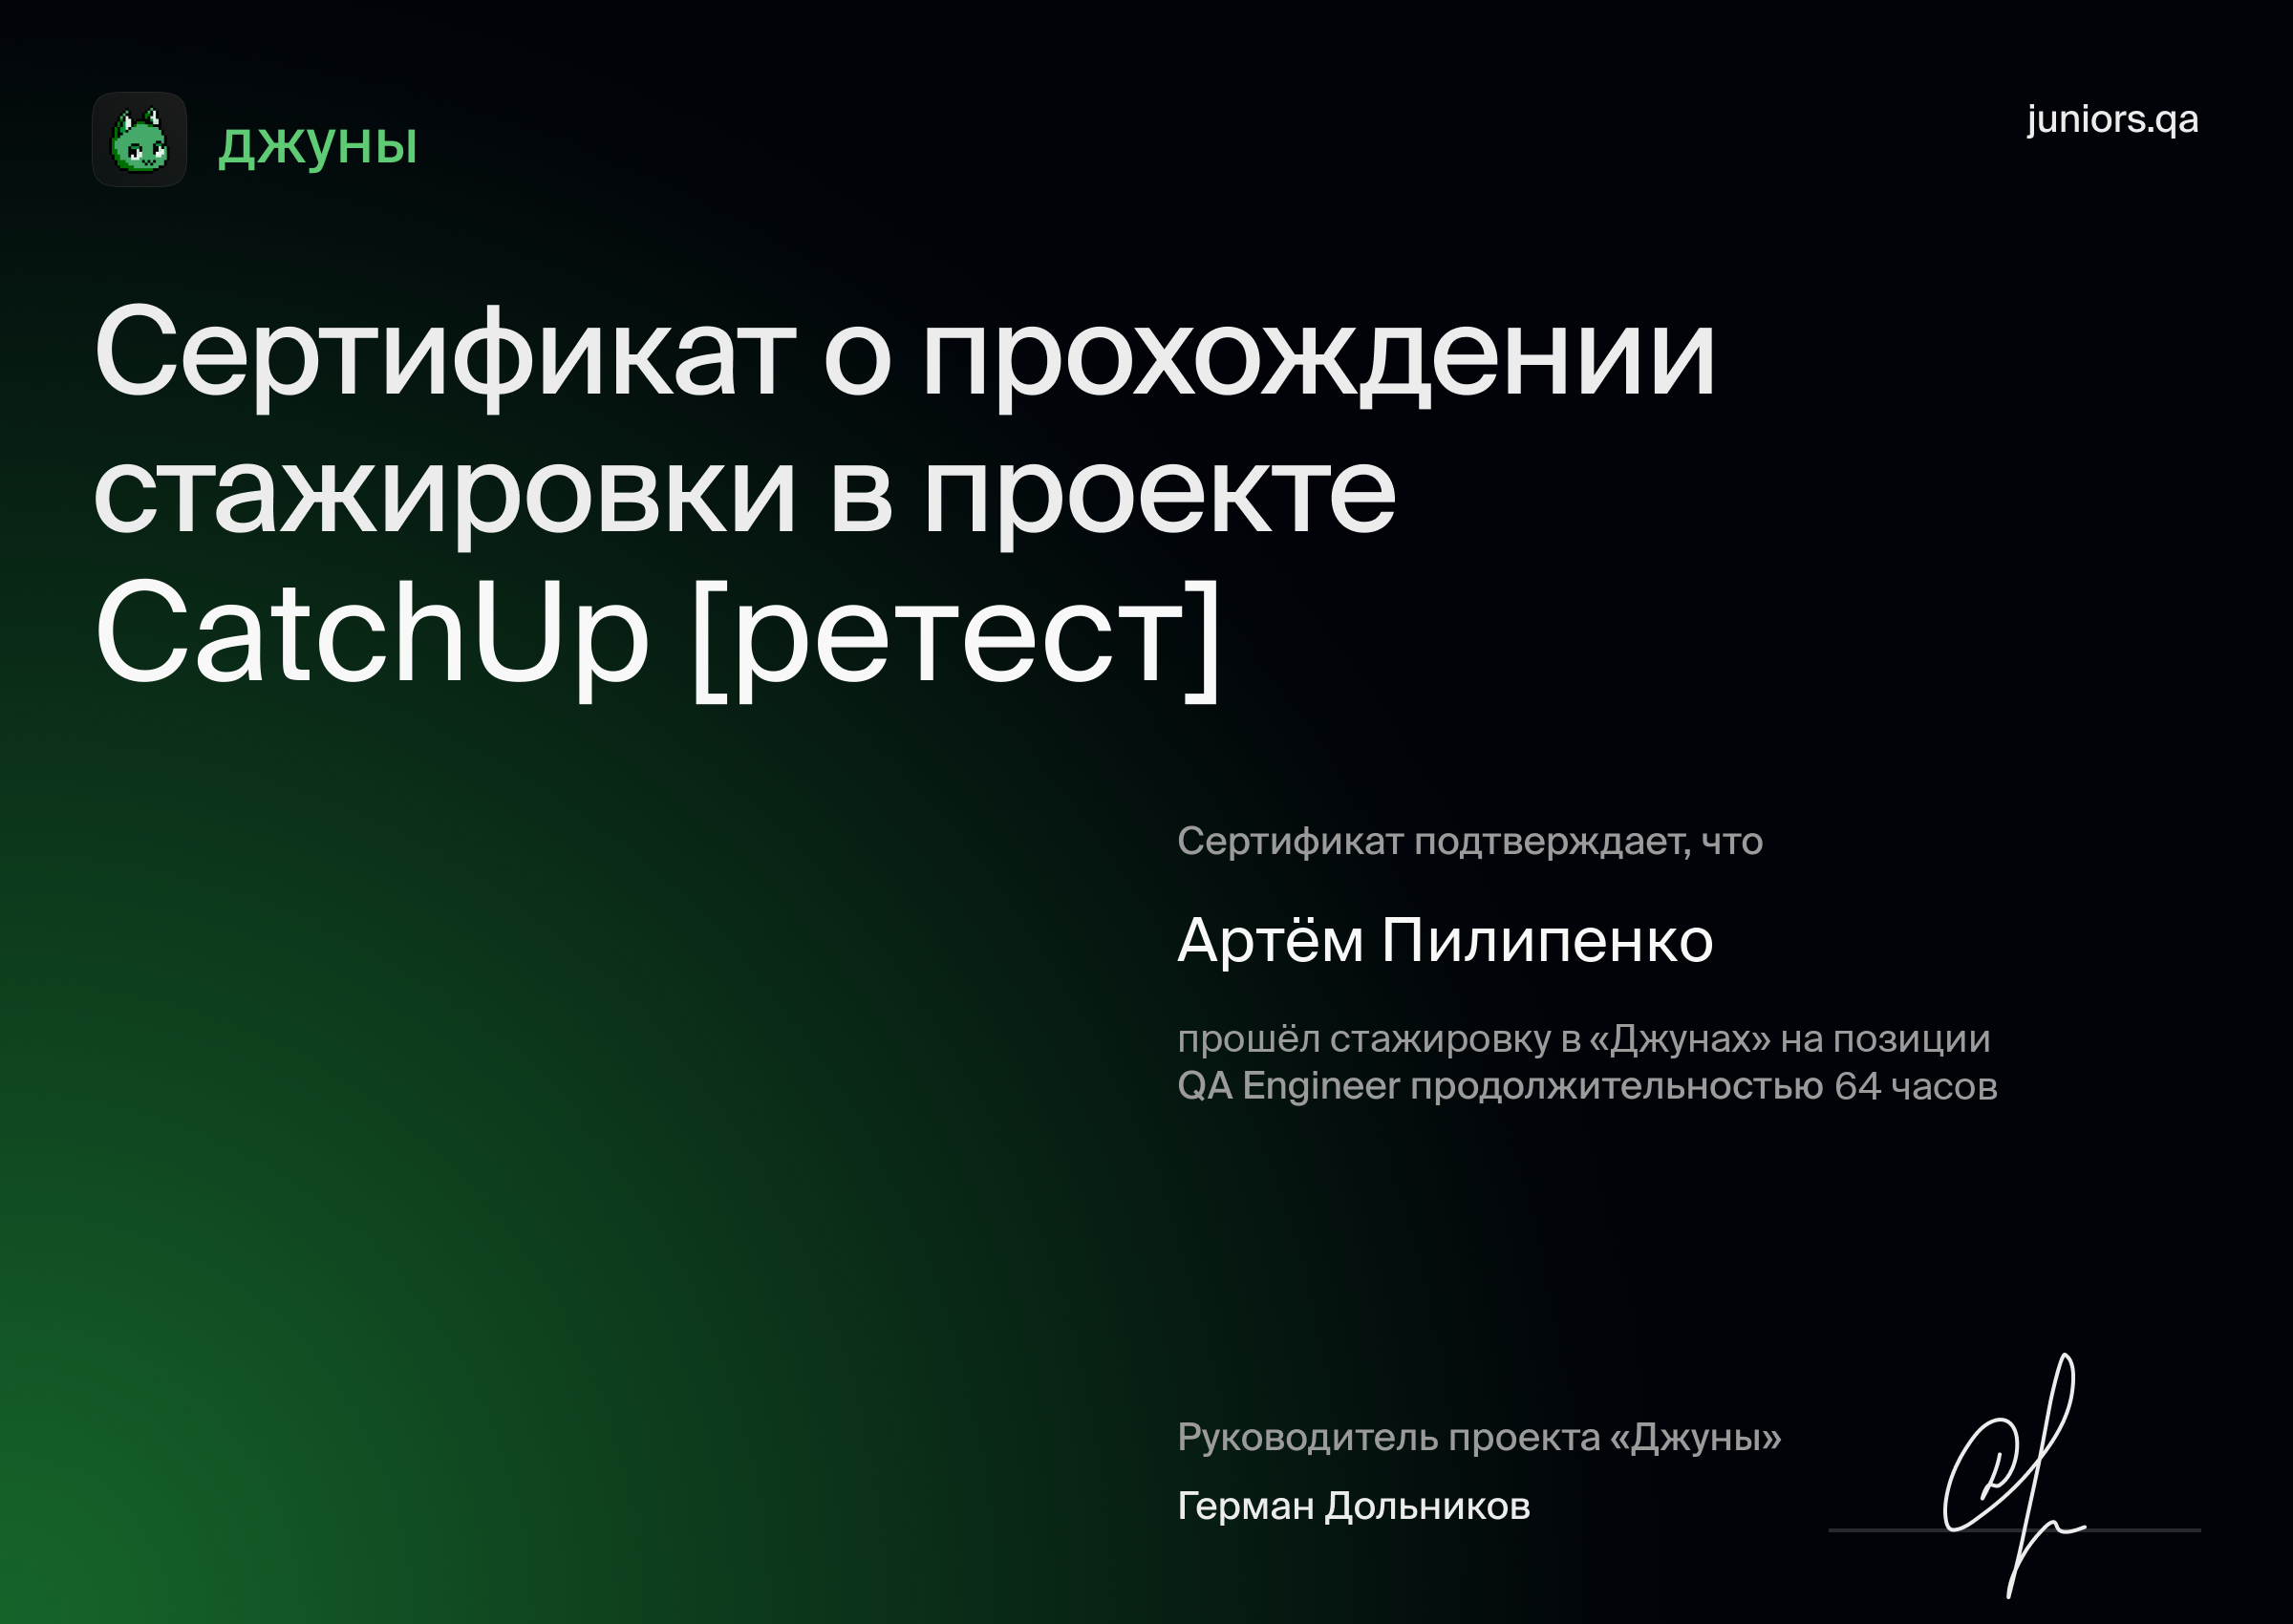 джуны
juniors.qa
Сертификат о прохождении
стажировки в проекте
CatchUp [ретест]
Сертификат подтверждает, что
Артём Пилипенко
прошёл стажировку в «Джунах» на позиции
QA Engineer продолжительностью 64 часов
Руководитель проекта «Джуны»
Герман Дольников